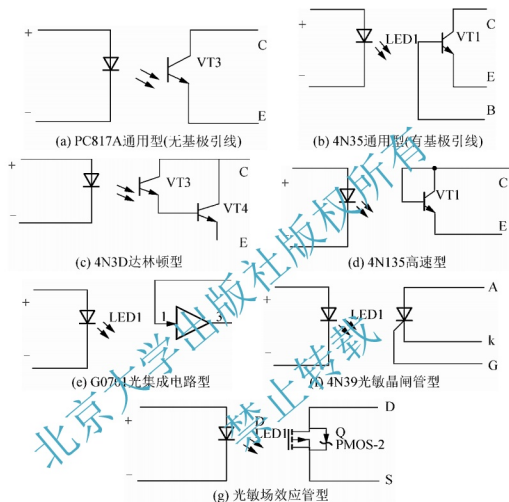 +
−
VT3
C
E
(a) PC817A通用型(无基极引线)
+
−
LED1
VT1
C
E
B
(b) 4N35通用型(有基极引线)
+
−
VT3
VT4
C
E
(c) 4N3D达林顿型
+
−
VT1
C
E
(d) 4N135高速型
+
−
LED1
1
3
(e) G0701光集成电路型
+
−
LED1
A
k
G
(f) 4N39光敏晶闸管型
+
−
D
LED1
Q
PMOS-2
D
S
(g) 光敏场效应管型
北京大学出版社版权所有
禁止转载